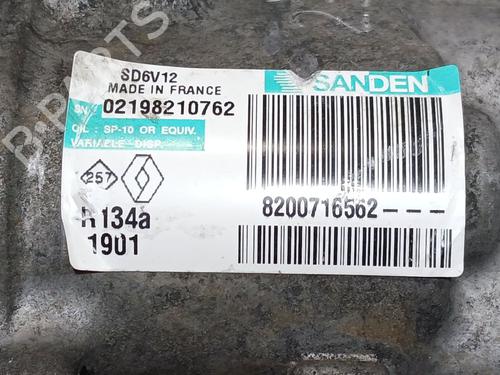 SD6V12
MADE IN FRANCE
SANDEN
SN. 02198210762
OIL : SP-10 OR EQUIV.
VARIABLE DISP.
257
R134a
1901
8200716562---
B-PARTS